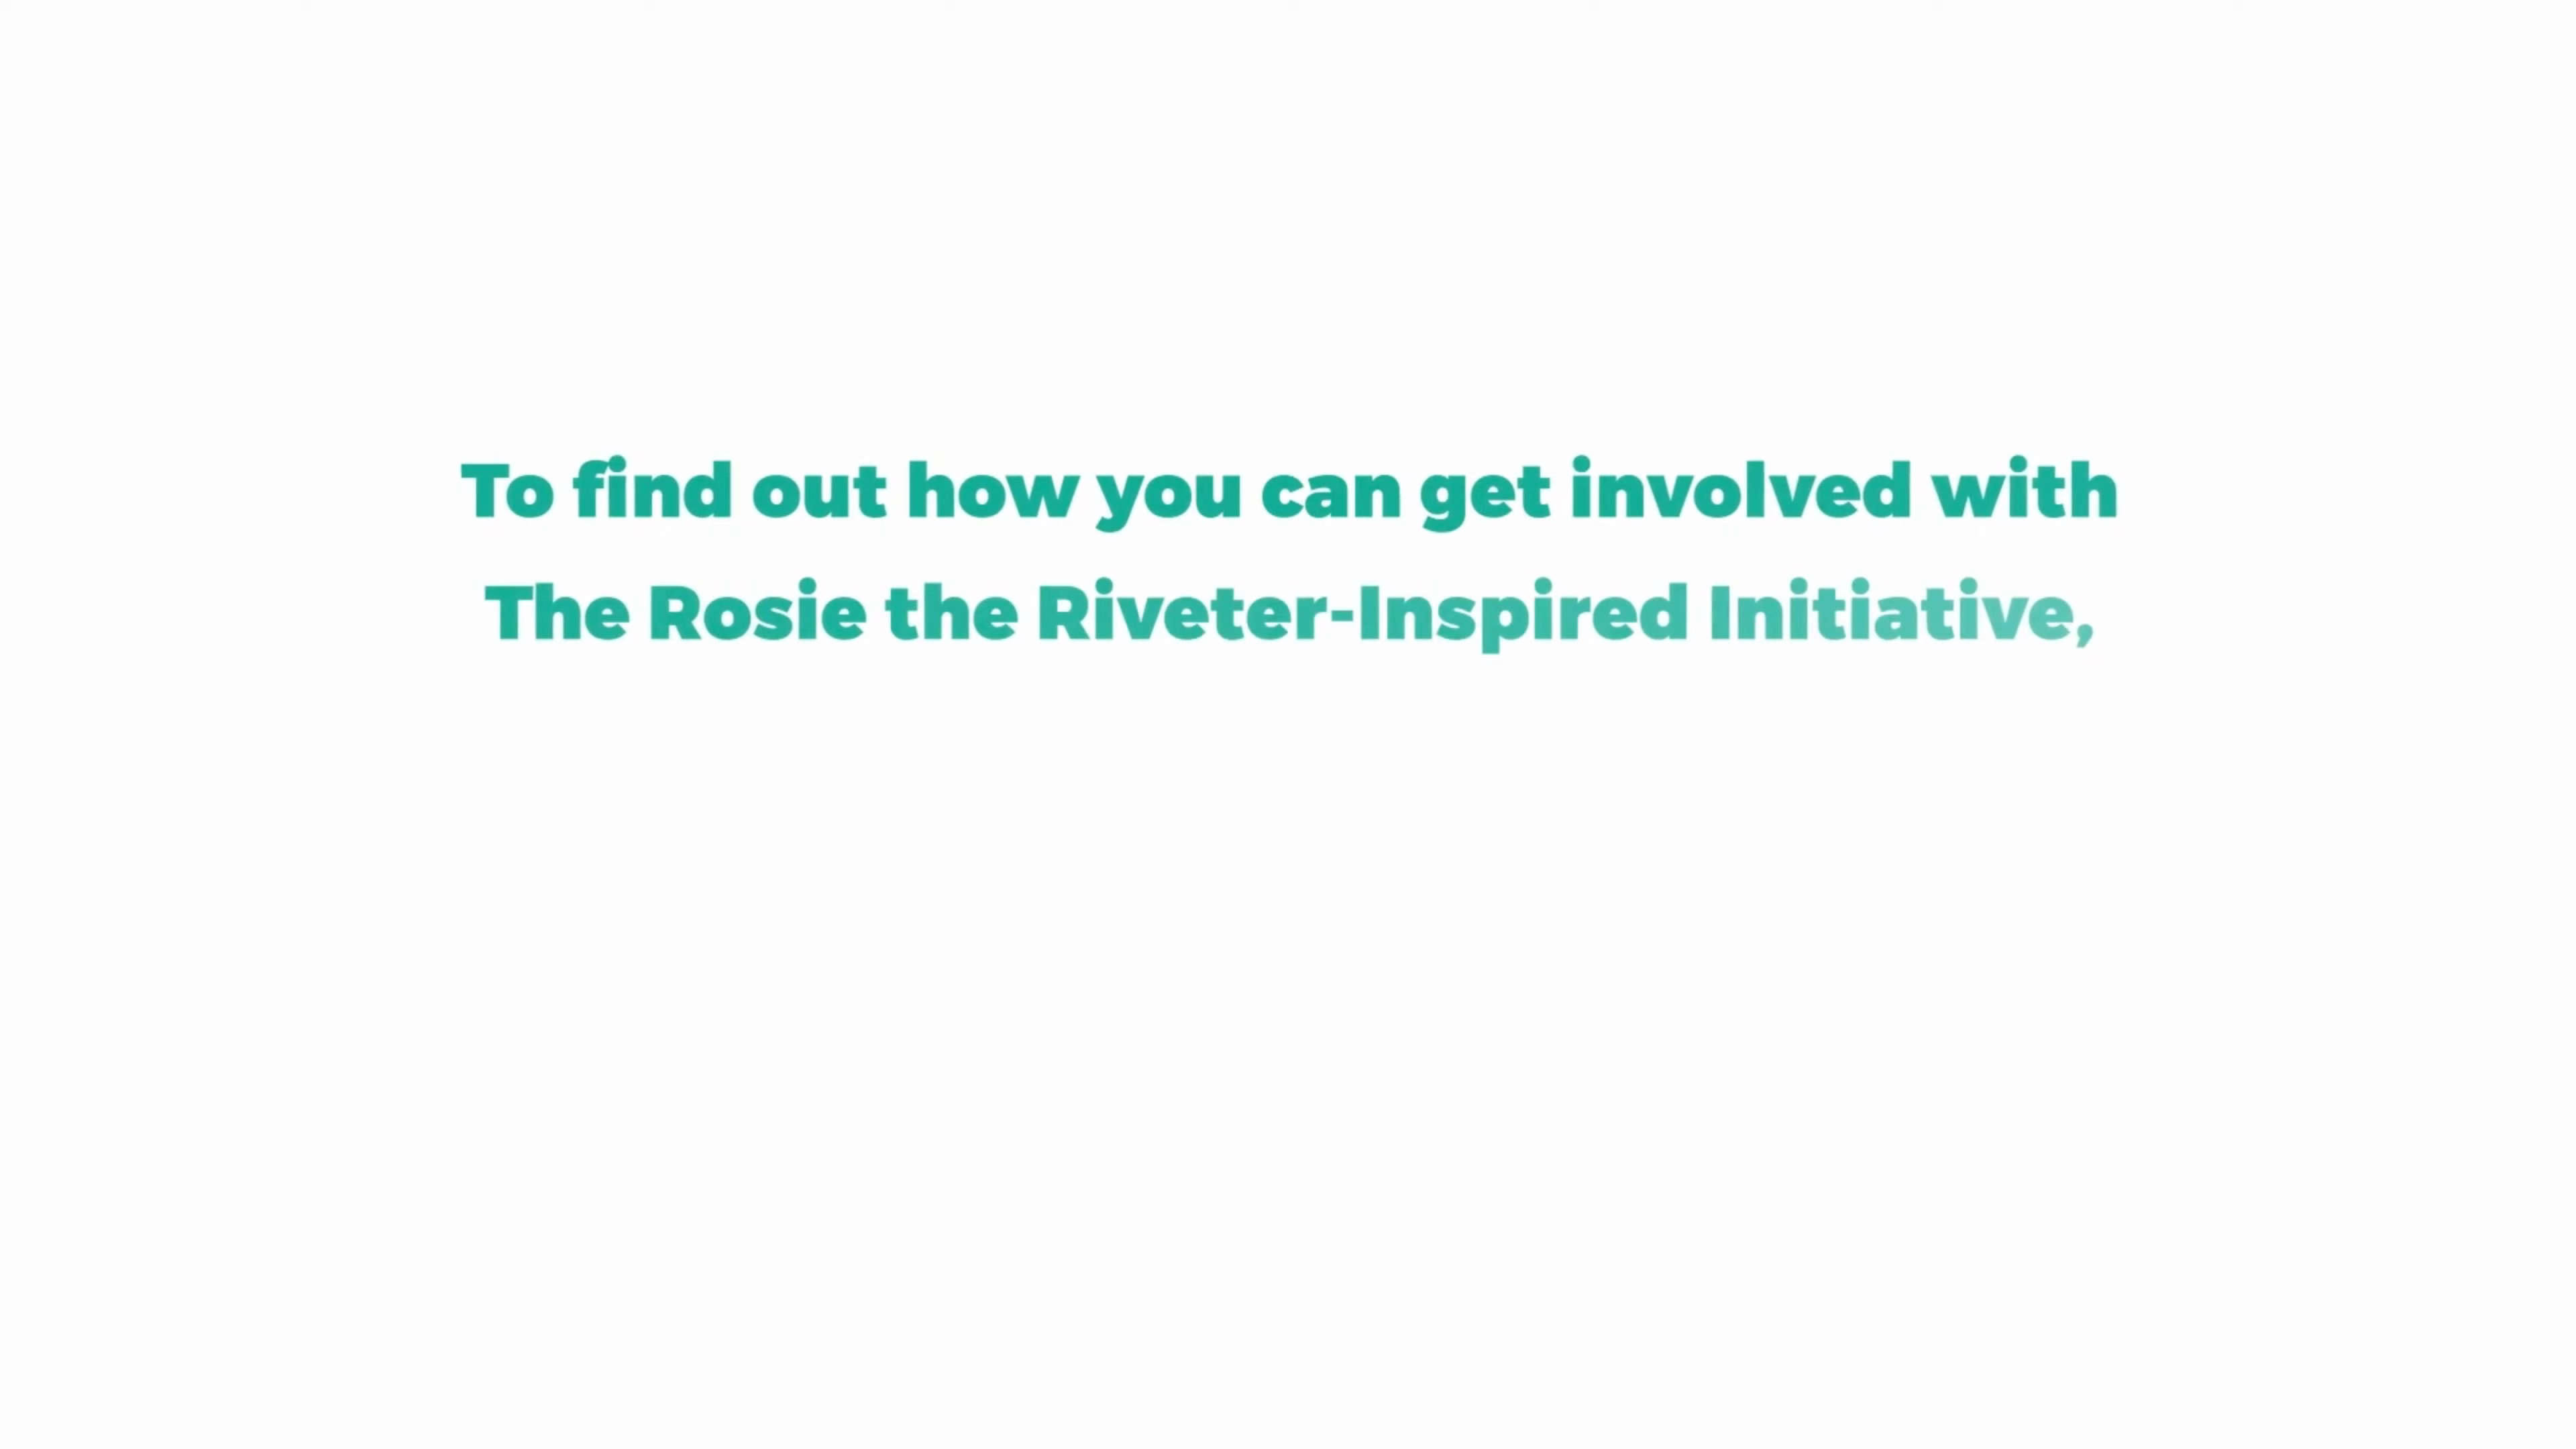 To find out how you can get involved with
The Rosie the Riveter-Inspired Initiative,